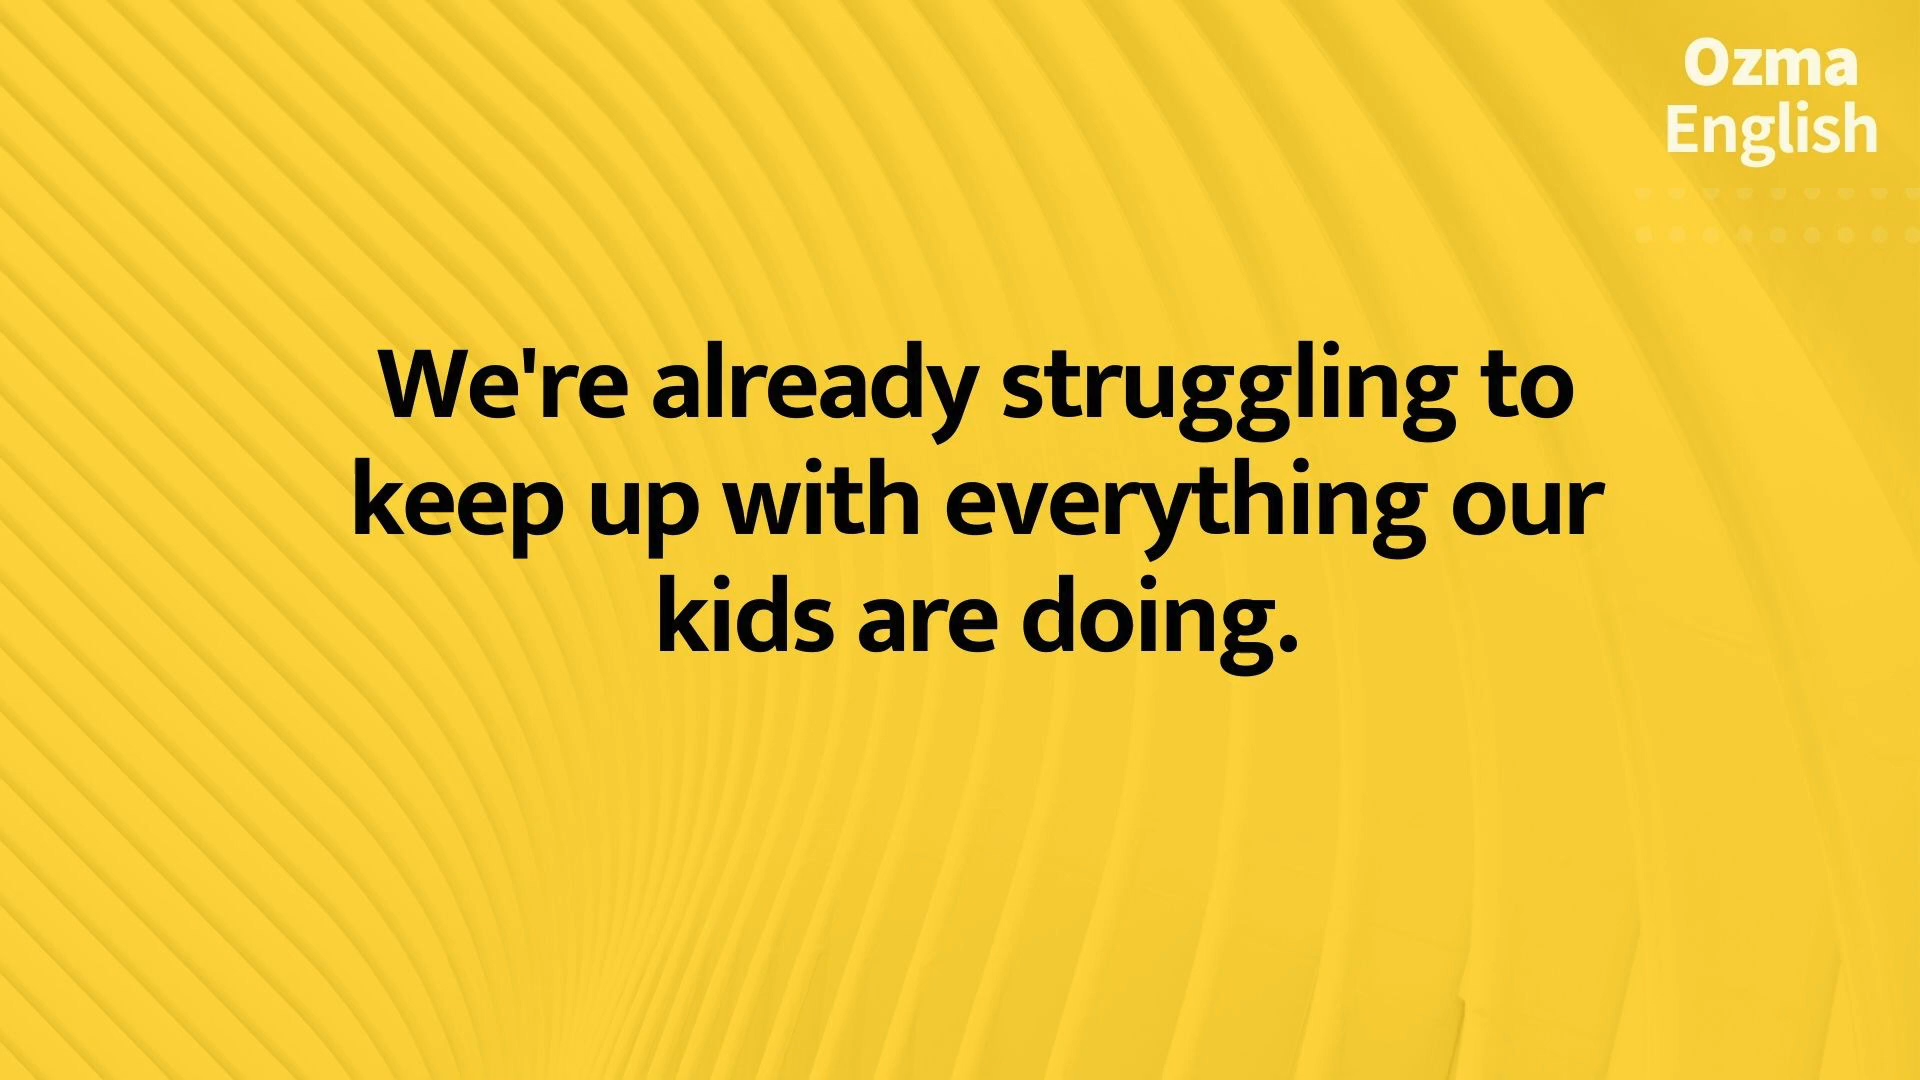 Ozma
English
We're already struggling to
keep up with everything our
kids are doing.